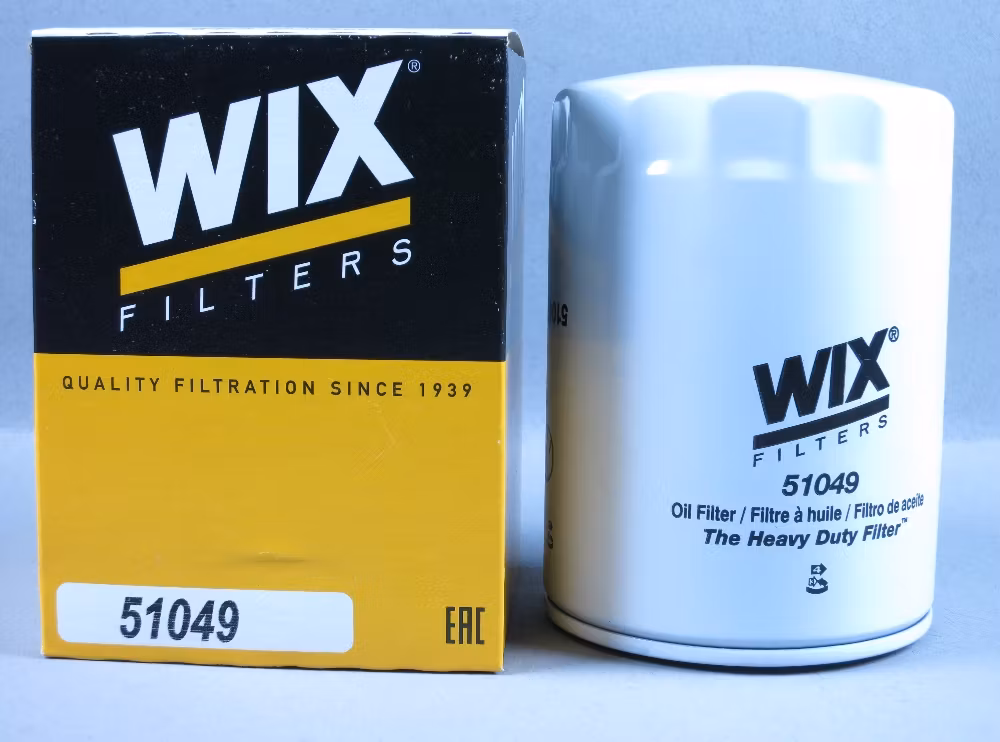 WIX®
FILTERS
QUALITY FILTRATION SINCE 1939
51049
EAC
WIX®
FILTERS
51049
Oil Filter / Filtre à huile / Filtro de aceite
The Heavy Duty Filter™
4